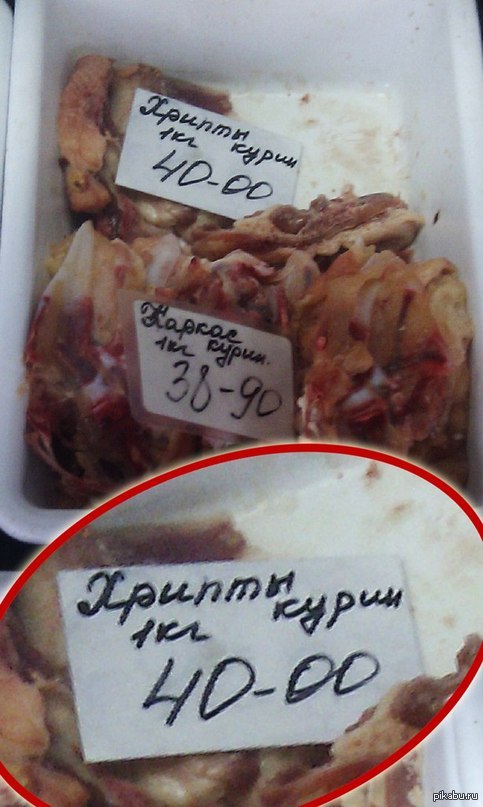 Хрипты
1кг курин
40-00
Каркас
1кг курин.
38-90
Хрипты
1кг курин
40-00
pikabu.ru